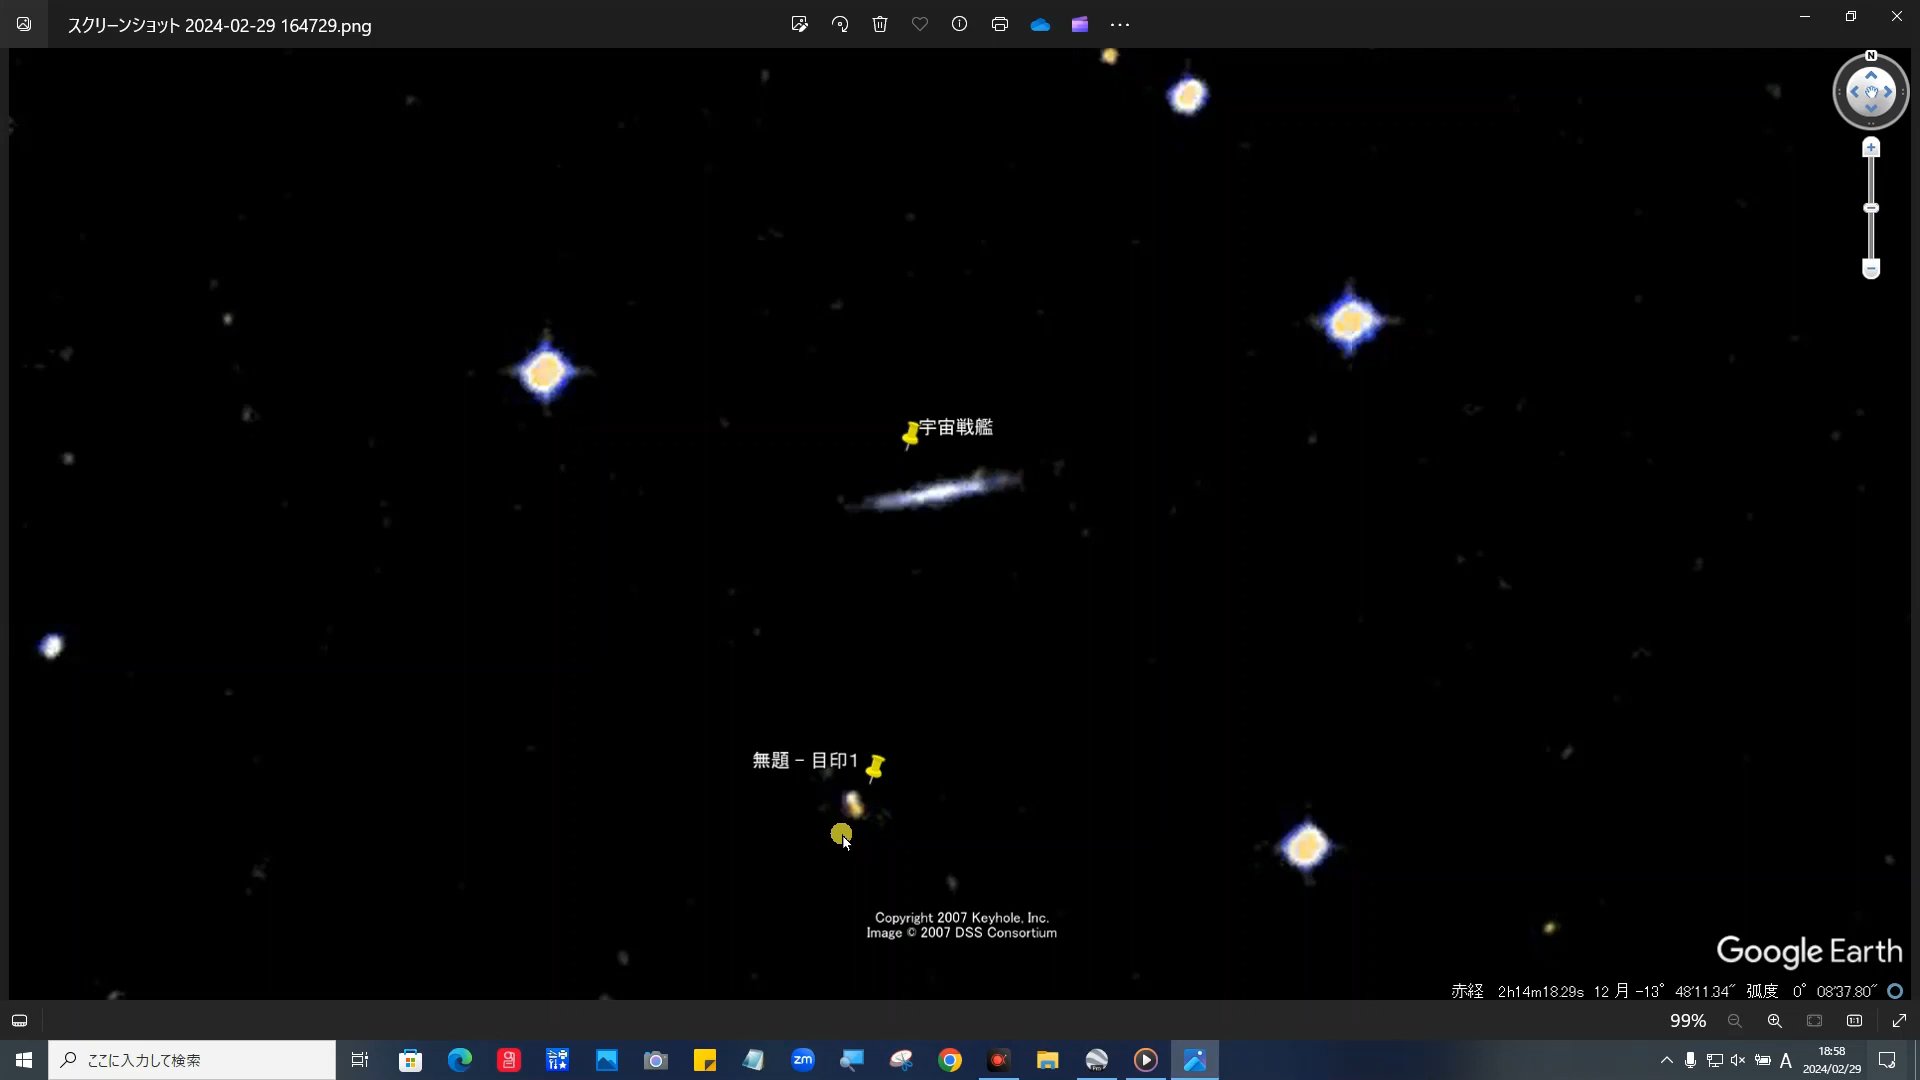 スクリーンショット 2024-02-29 164729.png
N
宇宙戦艦
無題 - 目印1
Copyright 2007 Keyhole, Inc.
Image © 2007 DSS Consortium
Google Earth
赤経 2h14m18.29s 12 月 -13° 48'11.34" 弧度 0° 08'37.80"
99%
1:1
ここに入力して検索
zm
A
18:58
2024/02/29